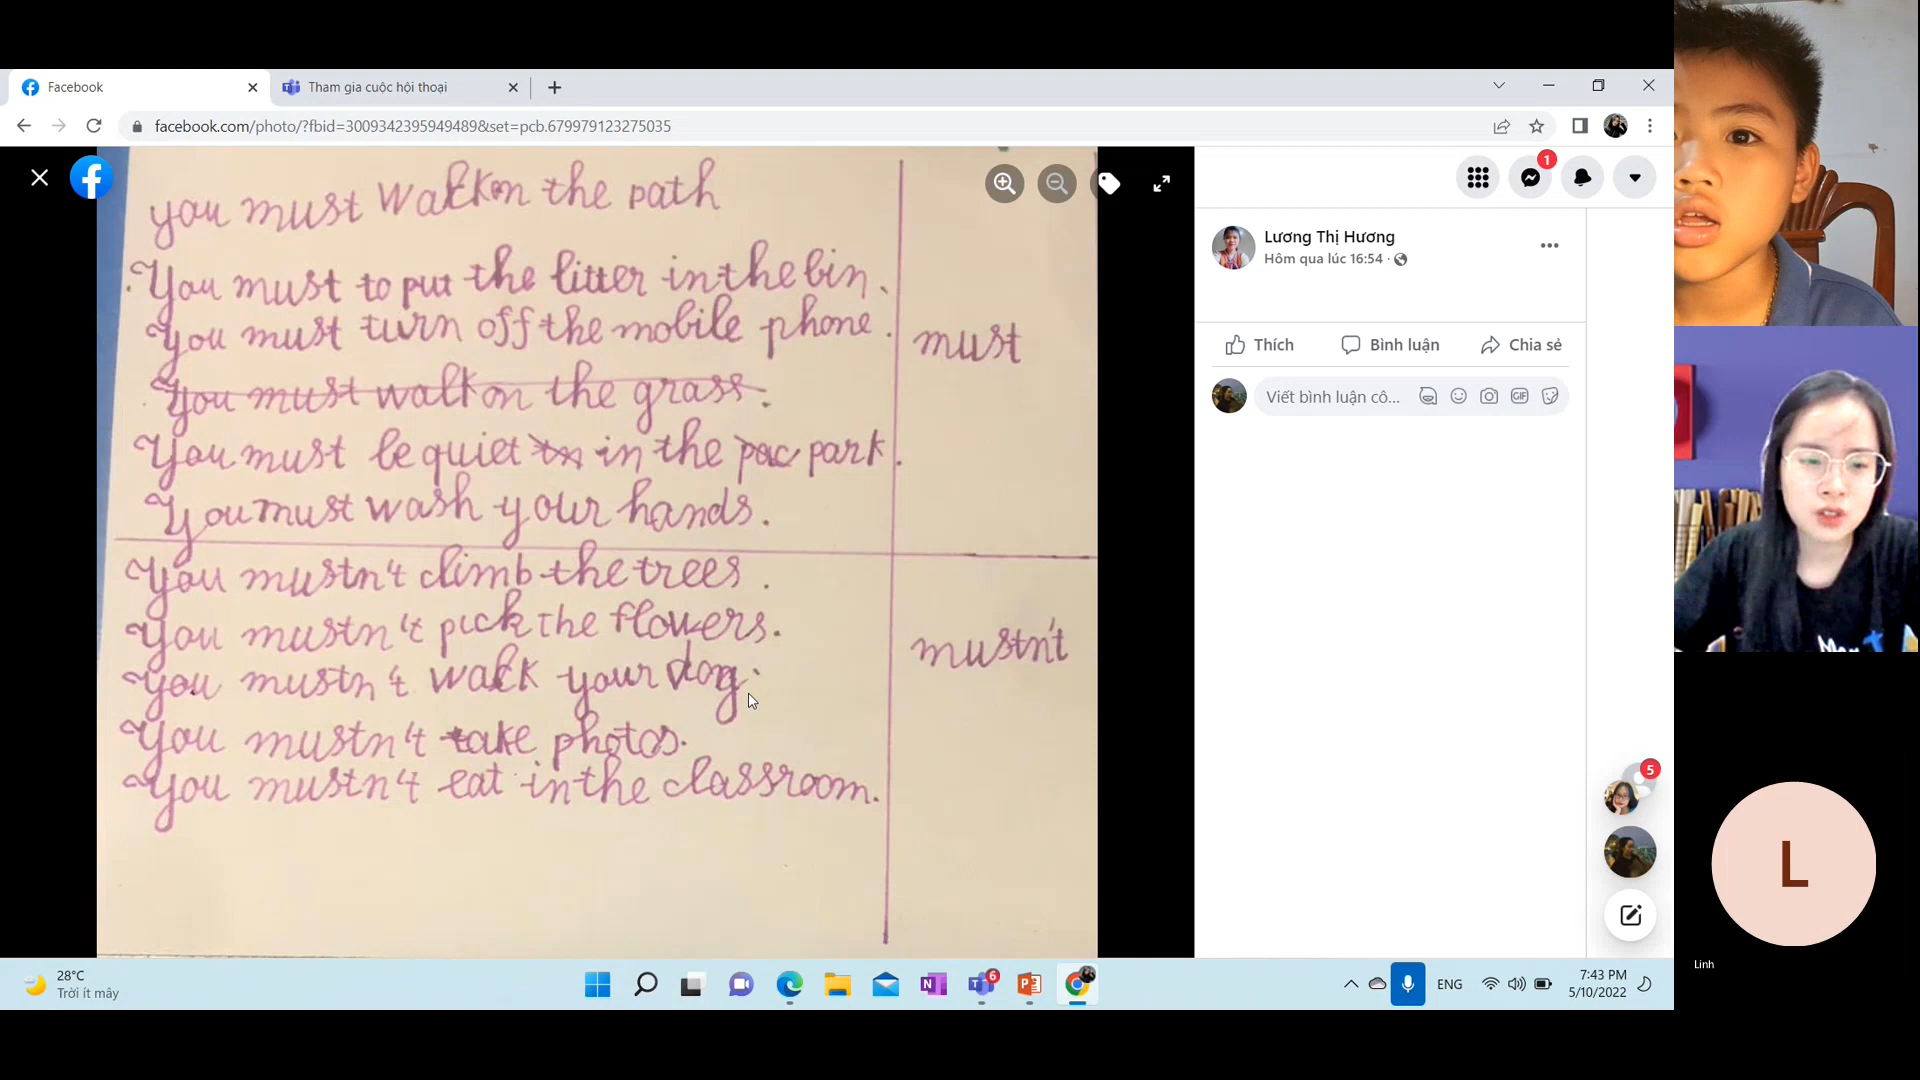 Facebook
Tham gia cuộc hội thoại
facebook.com/photo/?fbid=300934239594948​9&set=pcb.679979123275035
you must walk on the path
You must to put the litter in the bin.
You must turn off the mobile phone.
must
You must walk on the grass.
You must be quiet in in the pac park.
You must wash your hands.
You mustn't climb the trees.
You mustn't pick the flowers.
mustn't
You mustn't walk your dog.
You mustn't take photos.
You mustn't eat in the classroom.
1
Lương Thị Hương
Hôm qua lúc 16:54
Thích
Bình luận
Chia sẻ
Viết bình luận cô...
GIF
5
L
Linh
28°C
Trời ít mây
6
ENG
7:43 PM
5/10/2022